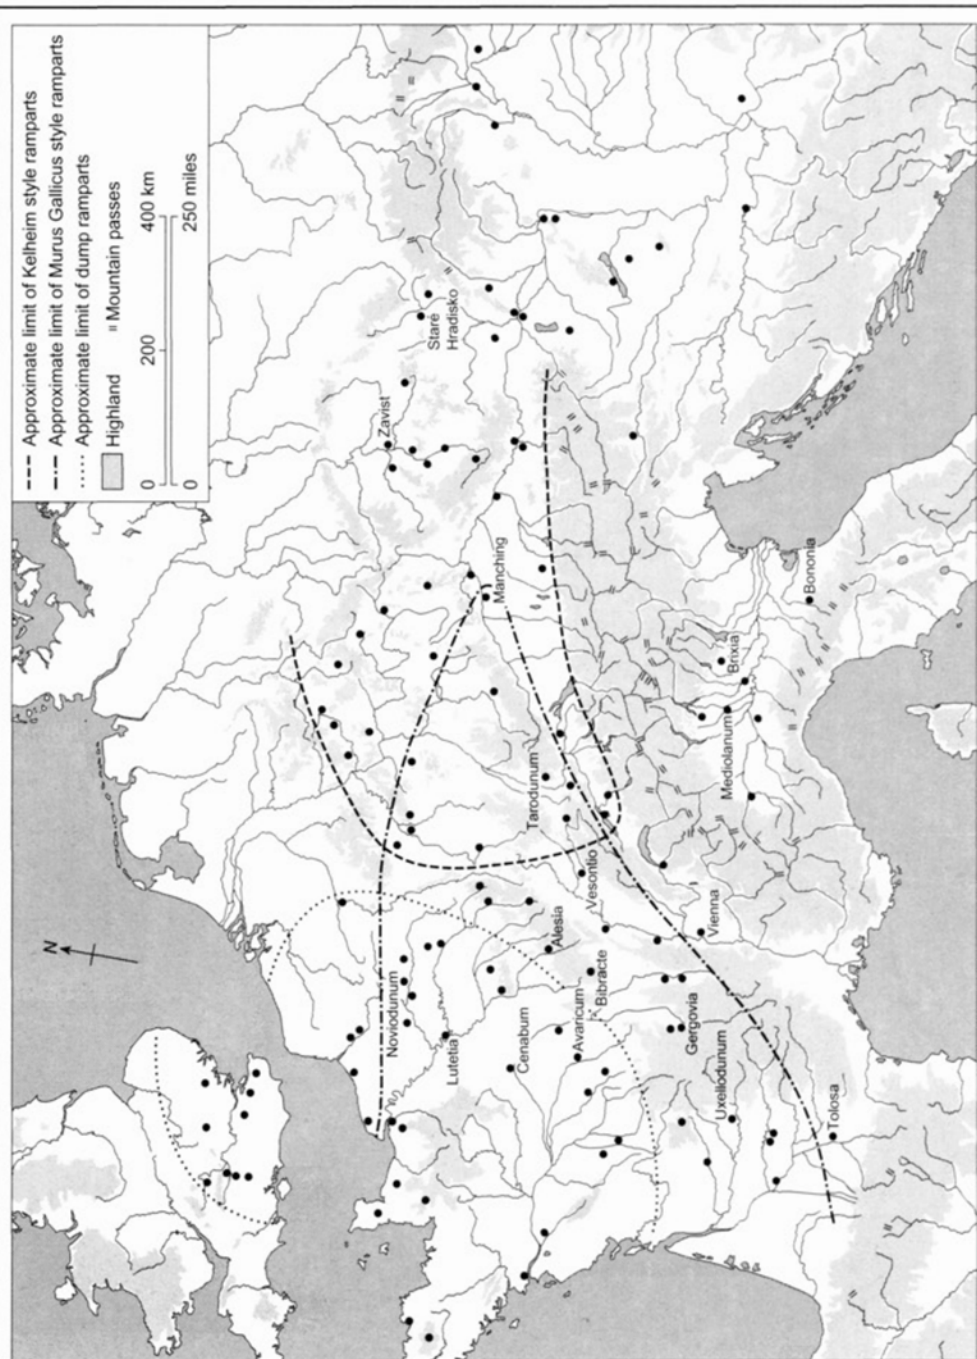 Approximate limit of Kelheim style ramparts
Approximate limit of Murus Gallicus style ramparts
Approximate limit of dump ramparts
Highland
Mountain passes
0
200
400 km
0
250 miles
N
Zavist
Staré
Hradisko
Manching
Noviodunum
Lutetia
Cenabum
Avaricum
Bibracte
Alesia
Vesontio
Tarodunum
Gergovia
Vienna
Uxellodunum
Tolosa
Mediolanum
Brixia
Bononia